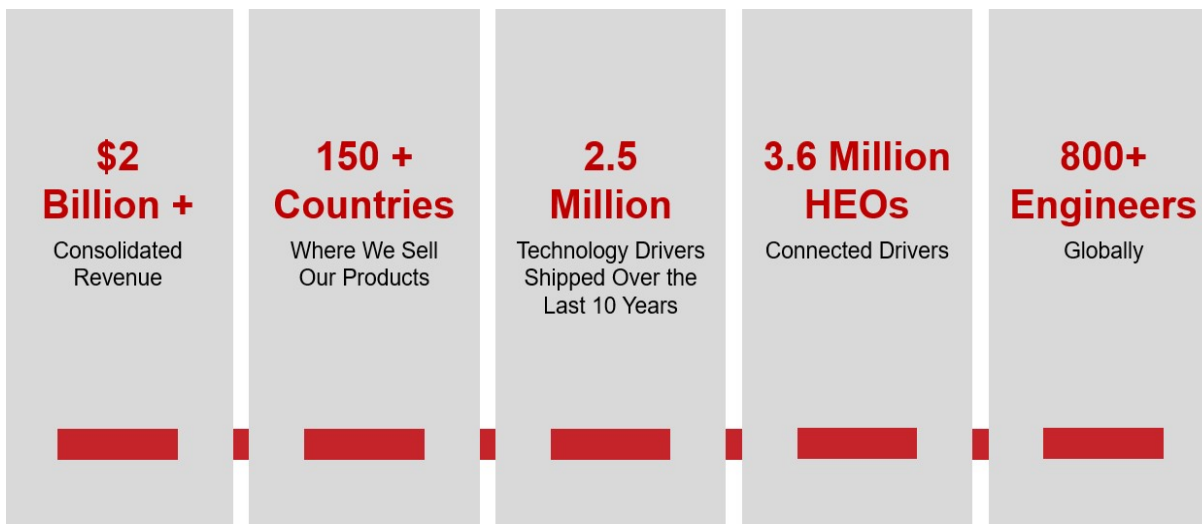 $2
Billion +
Consolidated
Revenue
150 +
Countries
Where We Sell
Our Products
2.5
Million
Technology Drivers
Shipped Over the
Last 10 Years
3.6 Million
HEOs
Connected Drivers
800+
Engineers
Globally